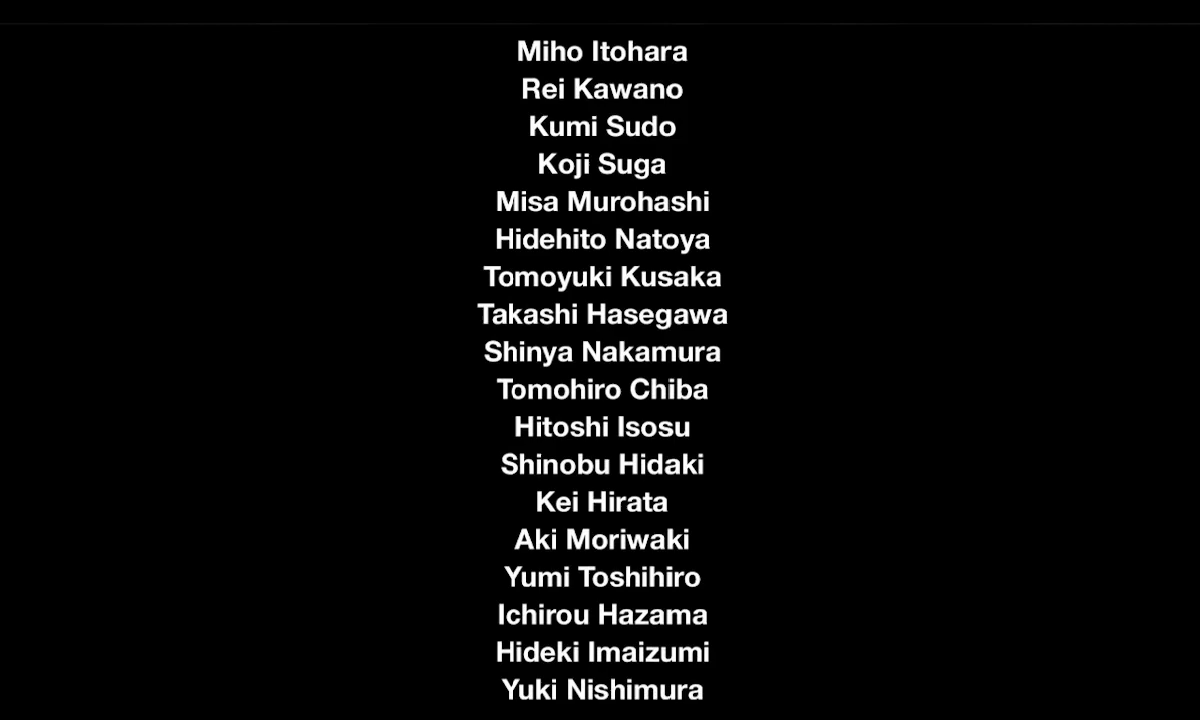 Miho Itohara
Rei Kawano
Kumi Sudo
Koji Suga
Misa Murohashi
Hidehito Natoya
Tomoyuki Kusaka
Takashi Hasegawa
Shinya Nakamura
Tomohiro Chiba
Hitoshi Isosu
Shinobu Hidaki
Kei Hirata
Aki Moriwaki
Yumi Toshihiro
Ichirou Hazama
Hideki Imaizumi
Yuki Nishimura